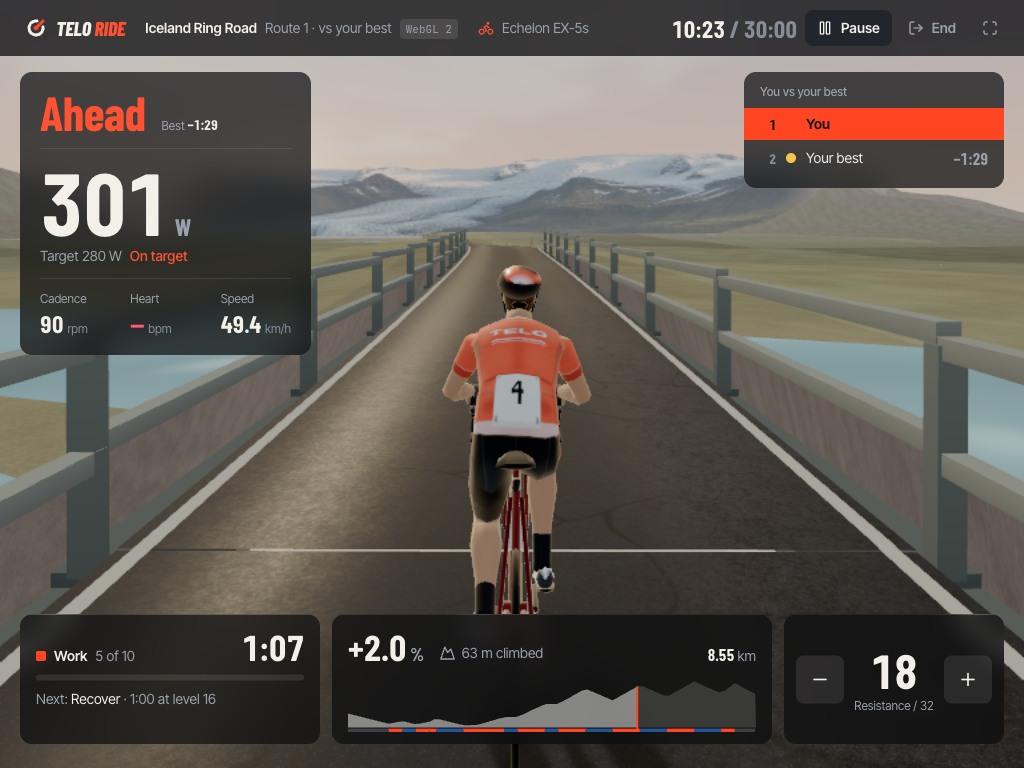 TELO RIDE Iceland Ring Road Route 1 · vs your best WebGL 2 Echelon EX-5s 10:23 / 30:00 Pause End
Ahead Best −1:29
301 W
Target 280 W On target
Cadence Heart Speed
90 rpm — bpm 49.4 km/h
You vs your best
1 You
2 Your best −1:29
TELO
4
Work 5 of 10 1:07
Next: Recover · 1:00 at level 16
+2.0 % 63 m climbed 8.55 km
− 18 +
Resistance / 32